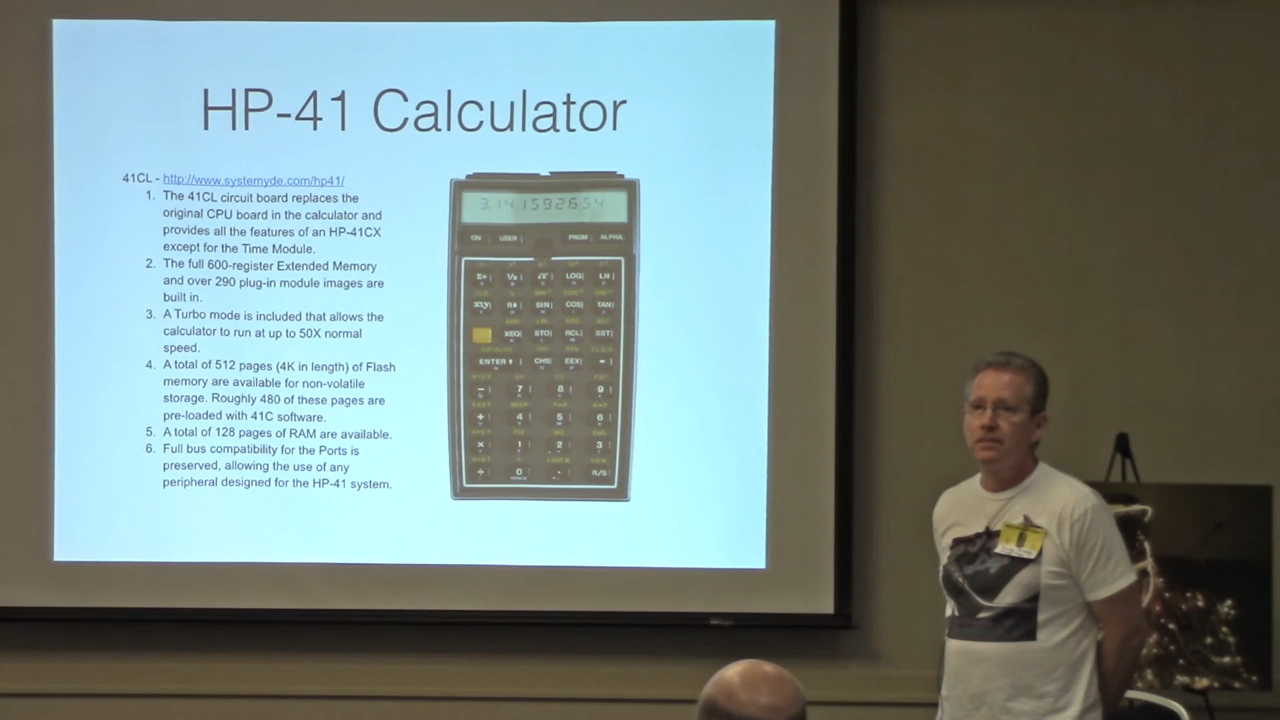 HP-41 Calculator
41CL - http://www.systemyde.com/hp41/
1. The 41CL circuit board replaces the
original CPU board in the calculator and
provides all the features of an HP-41CX
except for the Time Module.
2. The full 600-register Extended Memory
and over 290 plug-in module images are
built in.
3. A Turbo mode is included that allows the
calculator to run at up to 50X normal
speed.
4. A total of 512 pages (4K in length) of Flash
memory are available for non-volatile
storage. Roughly 480 of these pages are
pre-loaded with 41C software.
5. A total of 128 pages of RAM are available.
6. Full bus compatibility for the Ports is
preserved, allowing the use of any
peripheral designed for the HP-41 system.
3.141592654
ON USER PRGM ALPHA
Σ+ 1/x √x LOG LN
x≷y R↓ SIN COS TAN
XEQ STO RCL SST
ENTER ↑ CHS EEX ←
− 7 8 9
+ 4 5 6
× 1 2 3
÷ 0 . R/S